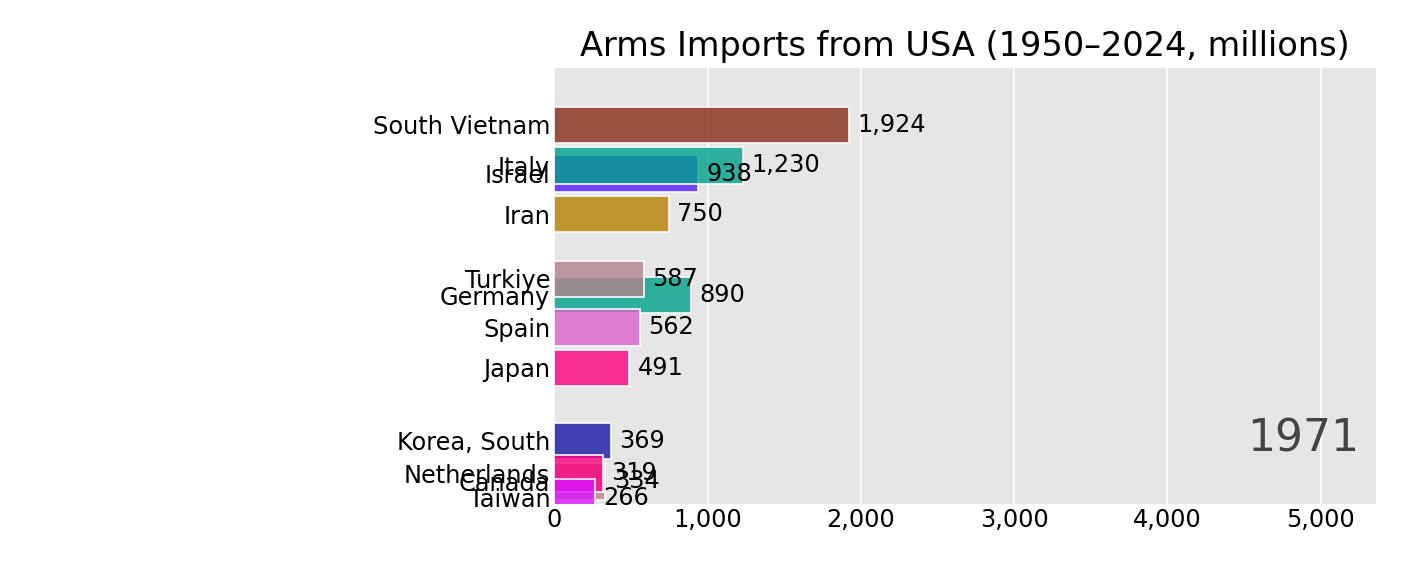 Arms Imports from USA (1950–2024, millions)
South Vietnam 1,924
Italy 1,230
Israel 938
Iran 750
Turkiye 587
Germany 890
Spain 562
Japan 491
Korea, South 369
1971
Netherlands 319
Canada 334
Taiwan 266
0 1,000 2,000 3,000 4,000 5,000